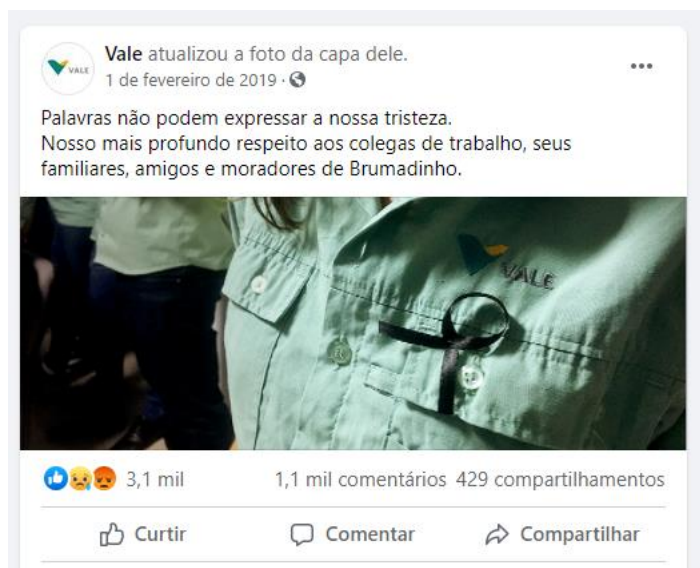 VALE
Vale atualizou a foto da capa dele.
1 de fevereiro de 2019 ·
Palavras não podem expressar a nossa tristeza.
Nosso mais profundo respeito aos colegas de trabalho, seus
familiares, amigos e moradores de Brumadinho.
VALE
3,1 mil 1,1 mil comentários 429 compartilhamentos
Curtir Comentar Compartilhar